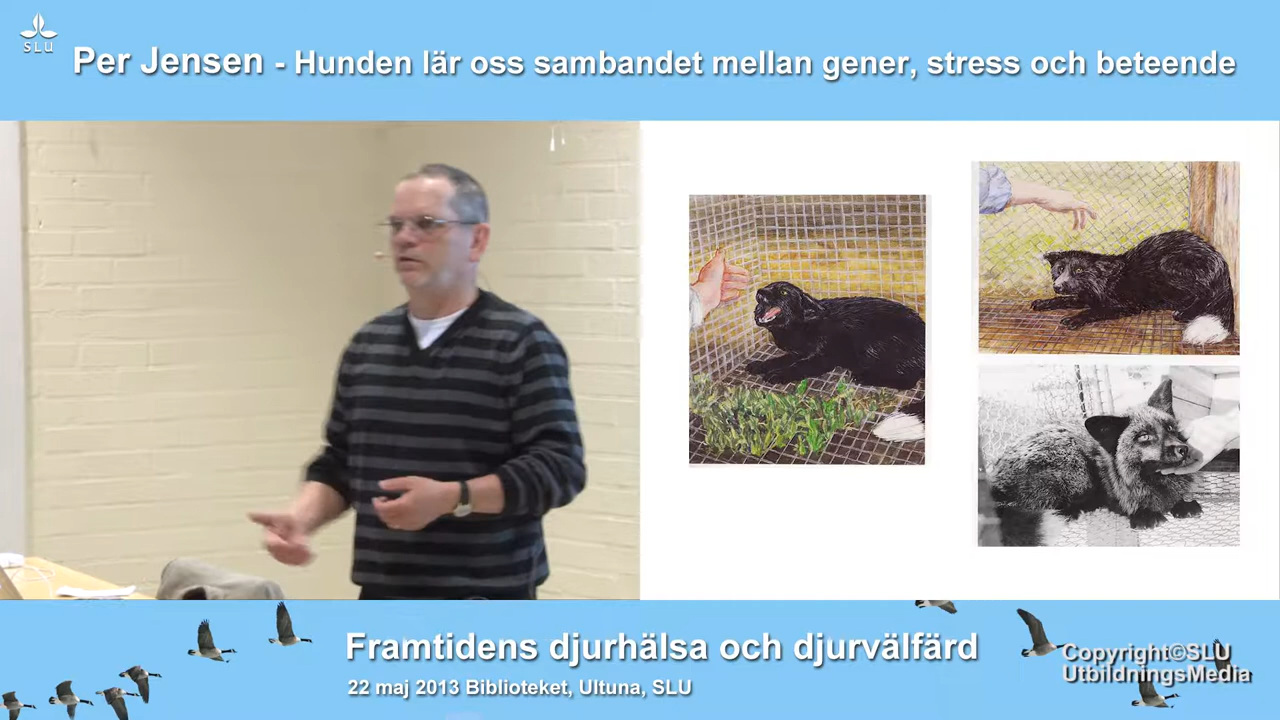 SLU
Per Jensen - Hunden lär oss sambandet mellan gener, stress och beteende
Framtidens djurhälsa och djurvälfärd
22 maj 2013 Biblioteket, Ultuna, SLU
Copyright©SLU
UtbildningsMedia